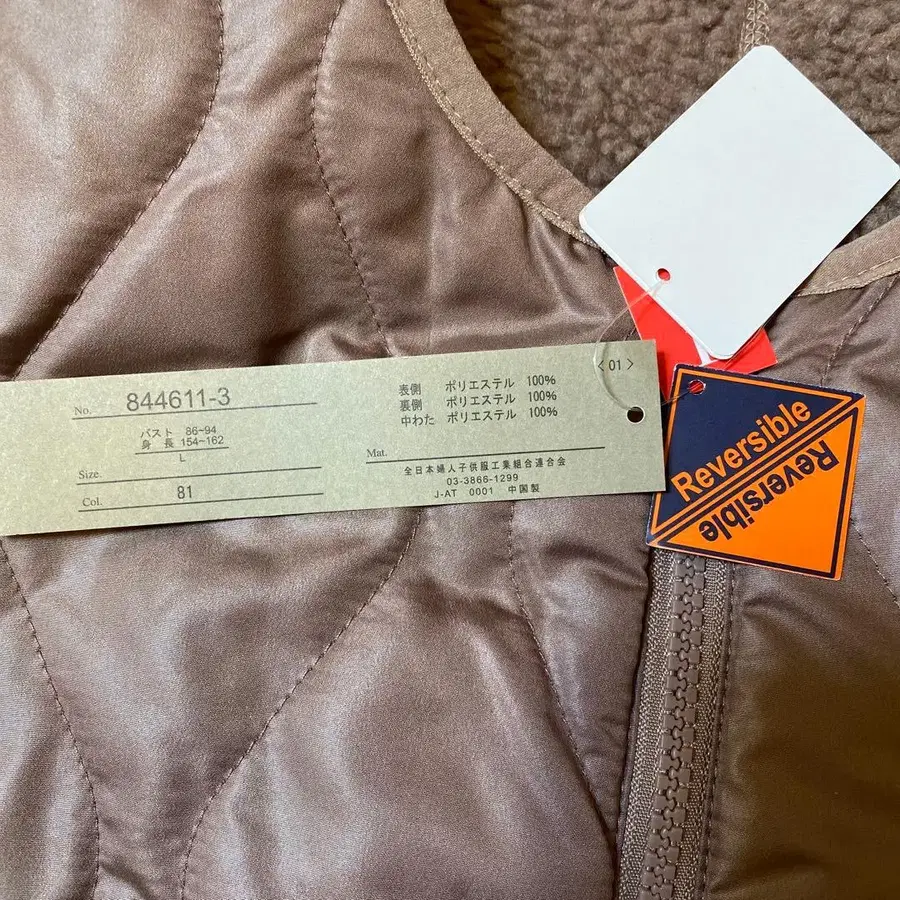 No. 844611-3
バスト 86~94
身長 154-162
L
Size.
Col. 81
表側 ポリエステル 100%
裏側 ポリエステル 100%
中わた ポリエステル 100%
<01>
Mat.
全日本婦人子供服工業組合連合会
03-3866-1299
J-AT 0001 中国製
Reversible
Reversible